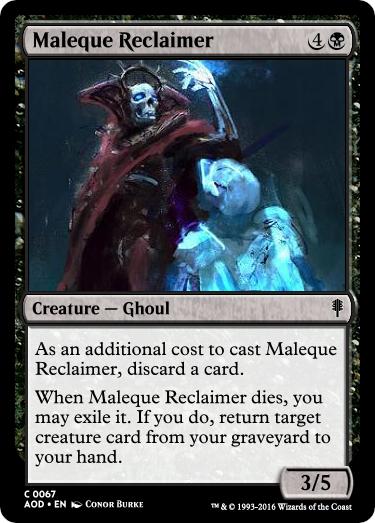 Maleque Reclaimer 4
Creature — Ghoul
As an additional cost to cast Maleque
Reclaimer, discard a card.
When Maleque Reclaimer dies, you
may exile it. If you do, return target
creature card from your graveyard to
your hand.
3/5
C 0067
AOD • EN CONOR BURKE
™ & © 1993-2016 Wizards of the Coast